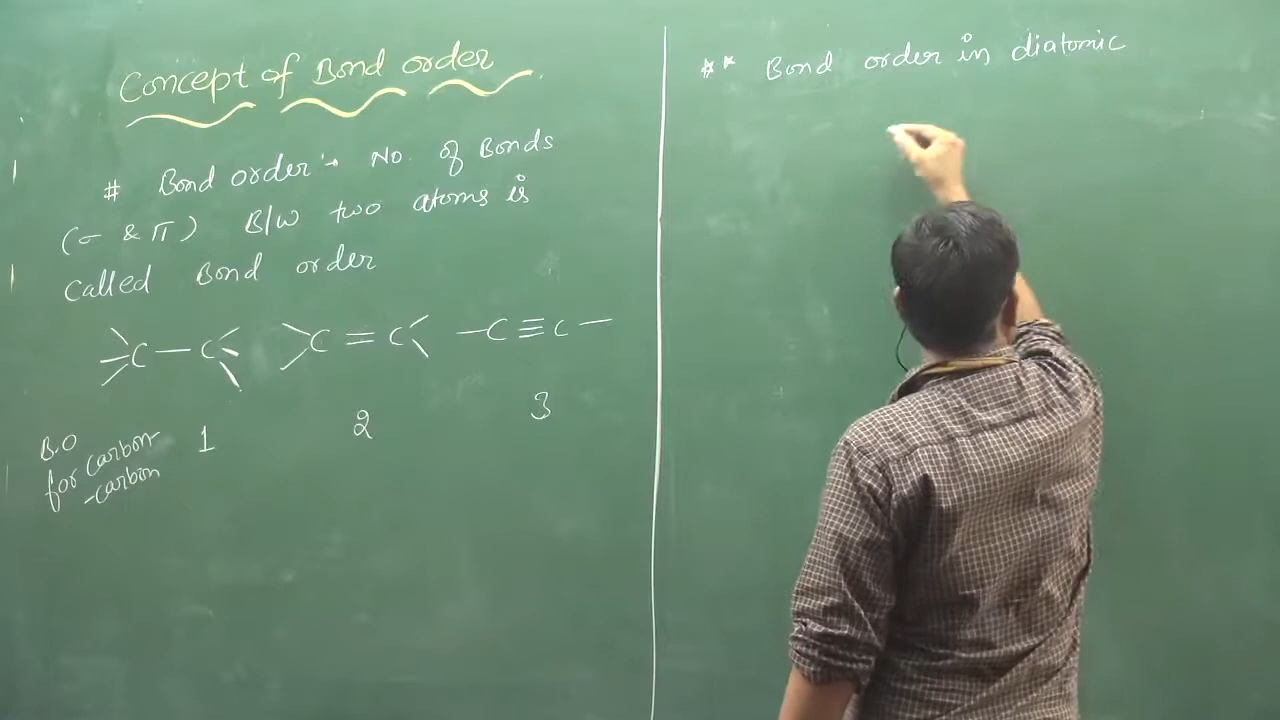 Concept of Bond order
# Bond order :→ No. of Bonds
(σ & π) B/W two atoms is
called Bond order
C — C C = C — C ≡ C —
B.O
for carbon
-carbon
1 2 3
** Bond order in diatomic